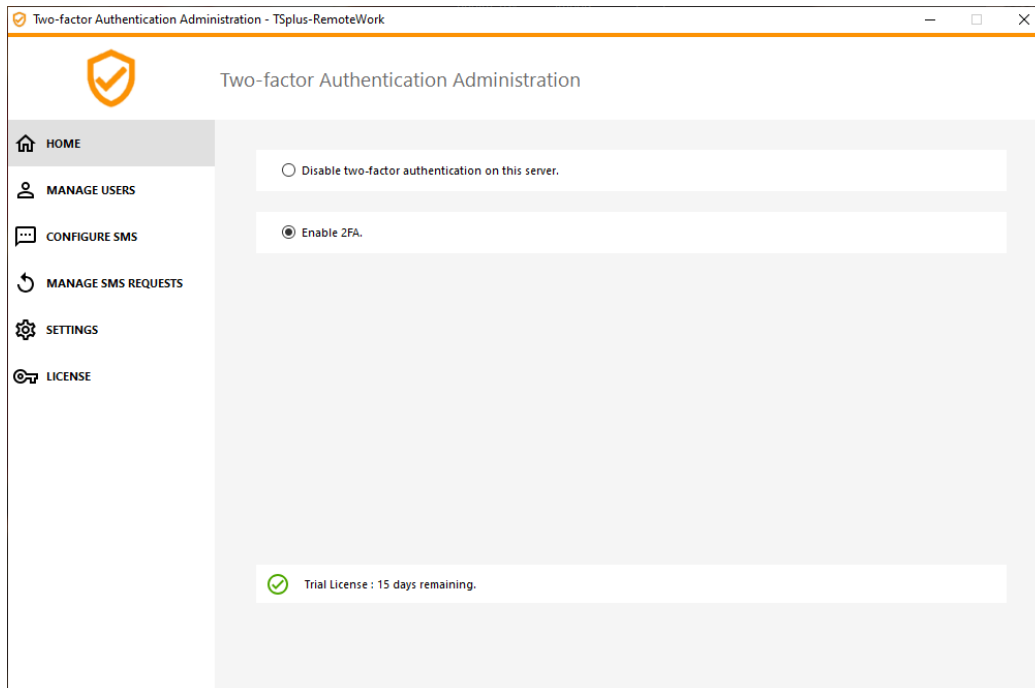 Two-factor Authentication Administration - TSplus-RemoteWork
Two-factor Authentication Administration
HOME
MANAGE USERS
CONFIGURE SMS
MANAGE SMS REQUESTS
SETTINGS
LICENSE
Disable two-factor authentication on this server.
Enable 2FA.
Trial License : 15 days remaining.